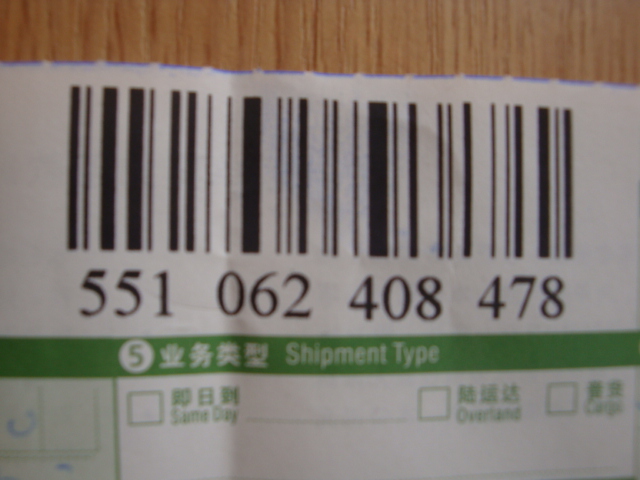 551 062 408 478
5 业务类型 Shipment Type
即日到 陆运达
Same Day Overland Cargo